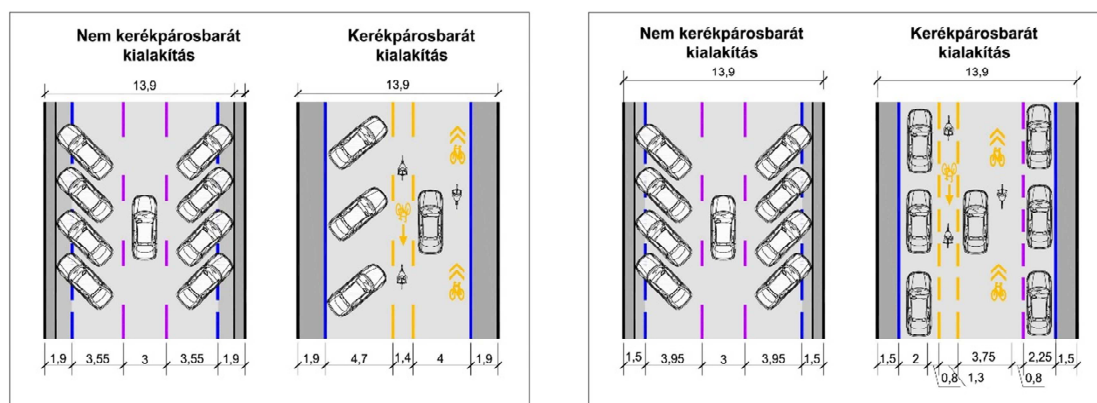 Nem kerékpárosbarát
kialakítás
13,9
1,9 3,55 3 3,55 1,9
Kerékpárosbarát
kialakítás
13,9
1,9 4,7 1,4 4 1,9
Nem kerékpárosbarát
kialakítás
13,9
1,5 3,95 3 3,95 1,5
Kerékpárosbarát
kialakítás
13,9
1,5 2 3,75 2,25 1,5
0,8 1,3 0,8